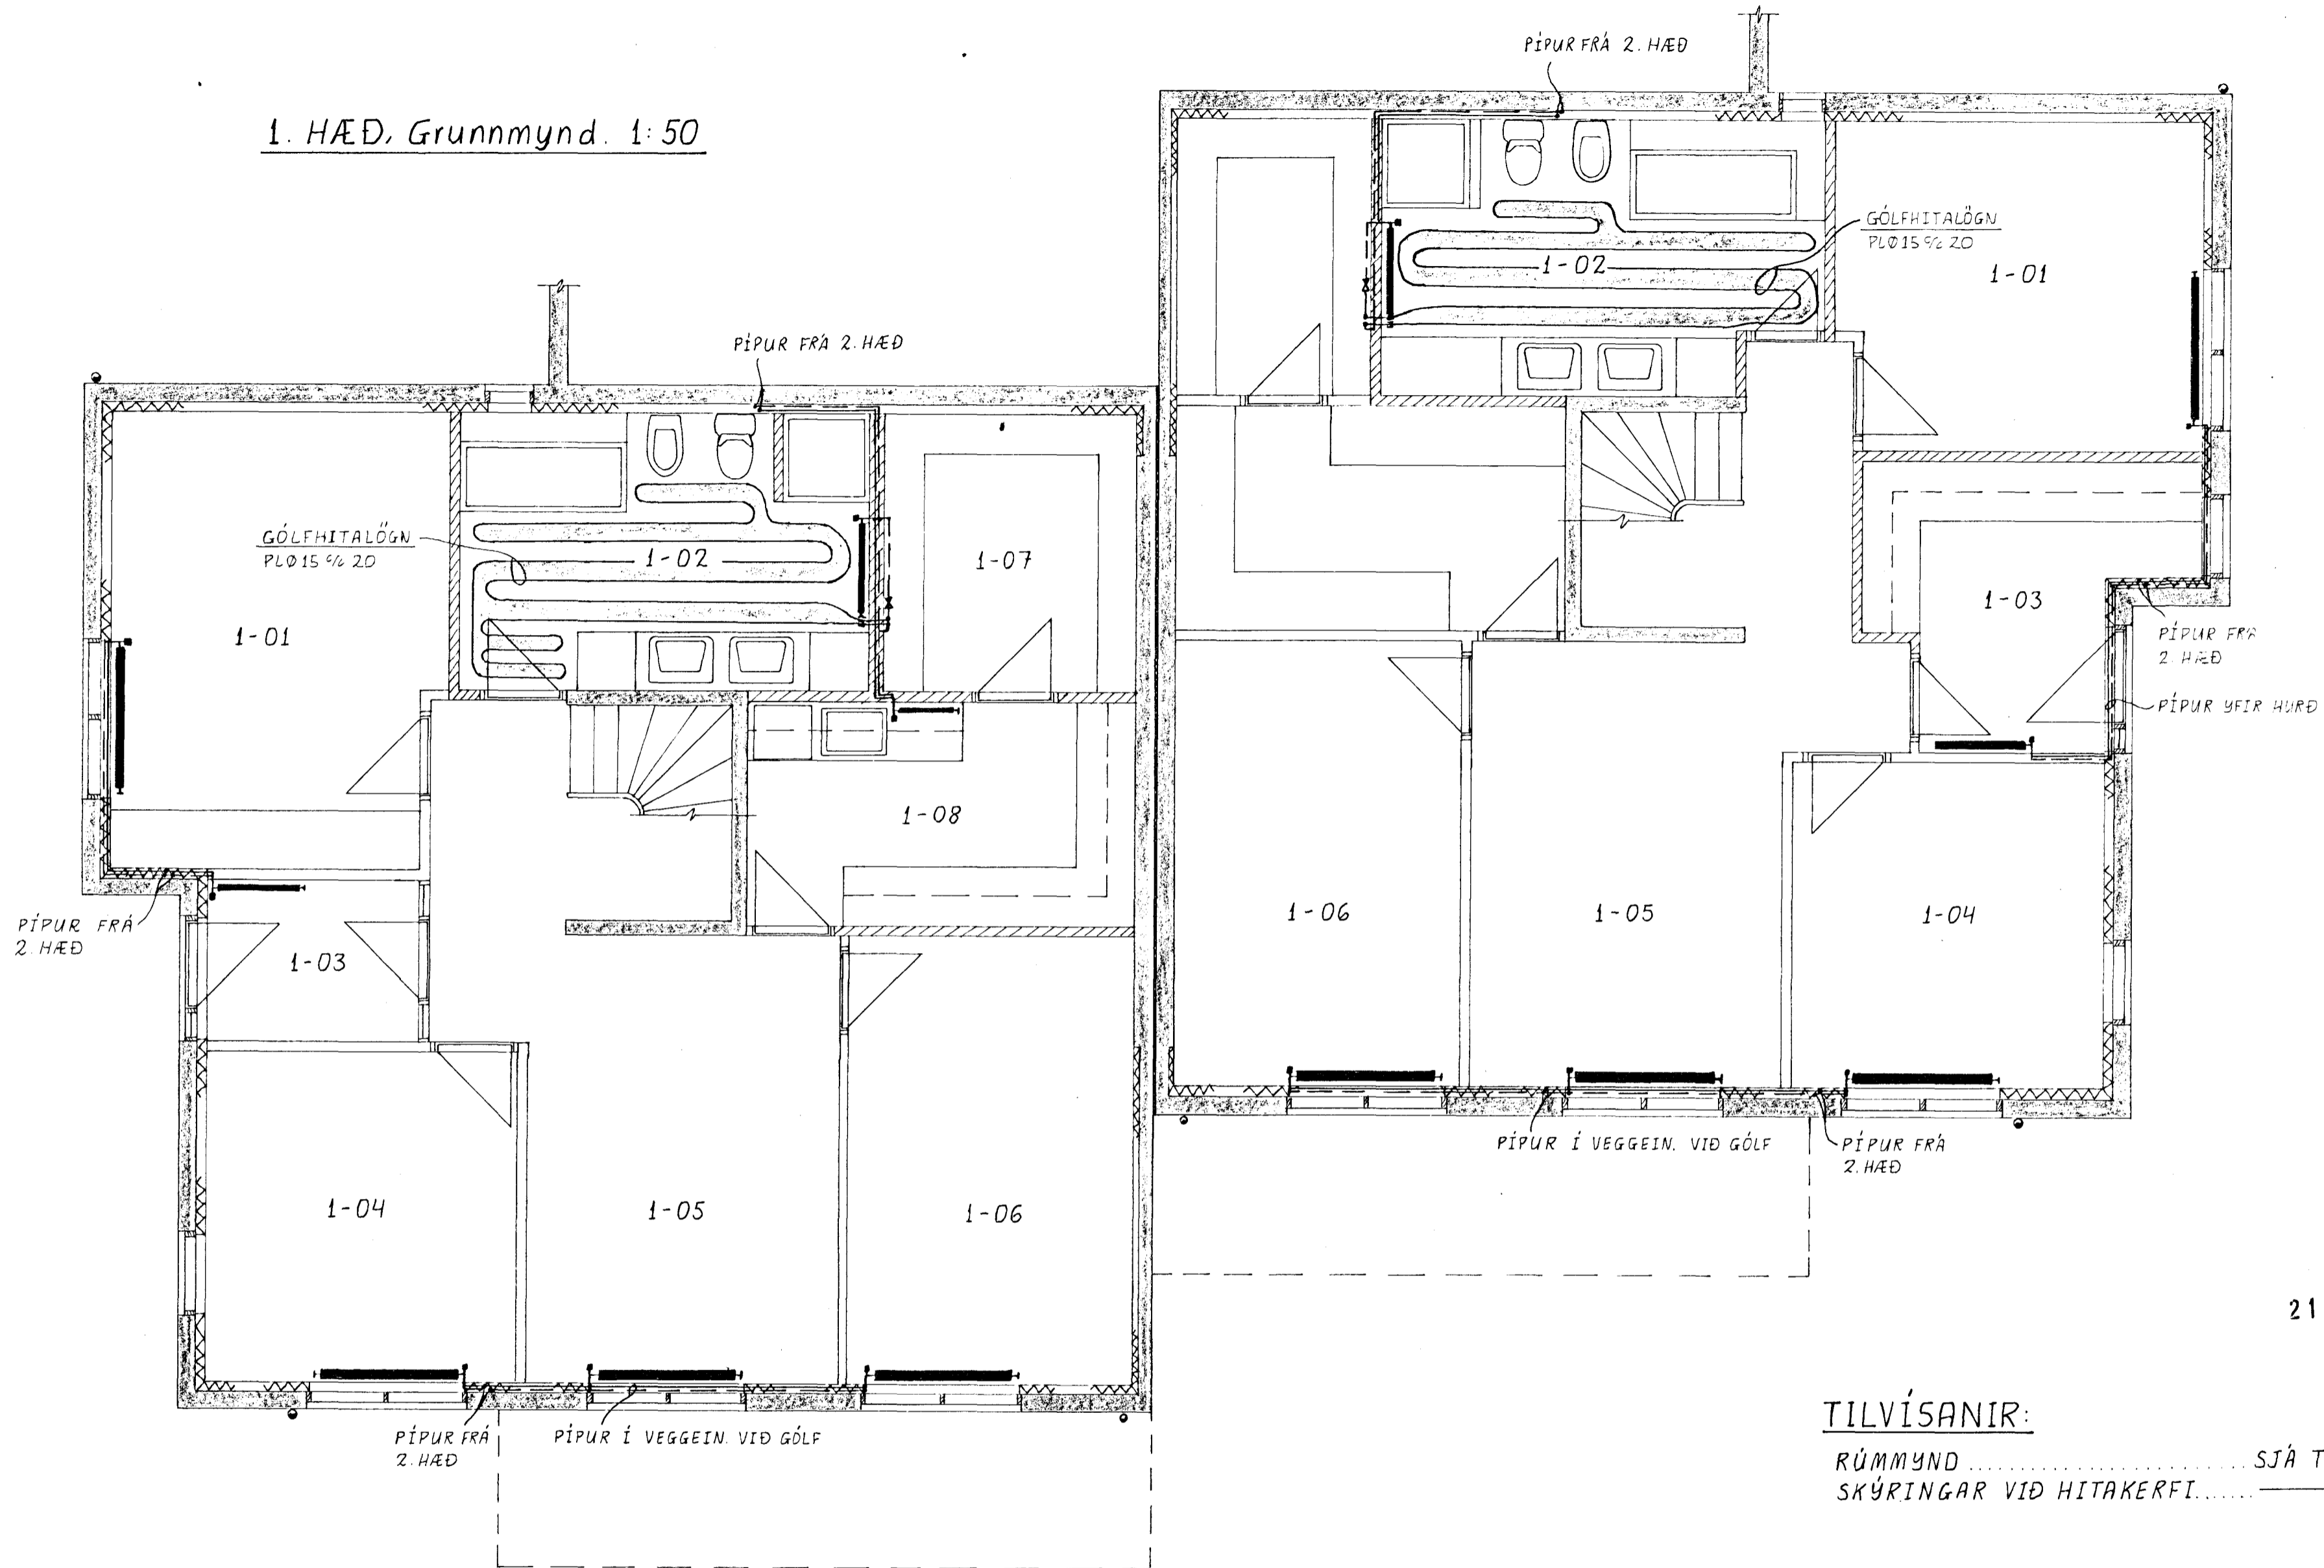 1. HÆÐ, Grunnmynd. 1:50
PÍPUR FRÁ 2. HÆÐ
GÓLFHITALÖGN
PLØ15 c/c 20
1-02
1-01
1-03
PÍPUR FRÁ
2. HÆÐ
PÍPUR YFIR HURÐ
1-06
1-05
1-04
PÍPUR Í VEGGEIN. VIÐ GÓLF
PÍPUR FRÁ
2. HÆÐ
PÍPUR FRÁ 2. HÆÐ
GÓLFHITALÖGN
PLØ15 c/c 20
1-02
1-07
1-01
1-08
PÍPUR FRÁ
2. HÆÐ
1-03
1-04
1-05
1-06
PÍPUR FRÁ
2. HÆÐ
PÍPUR Í VEGGEIN. VIÐ GÓLF
21
TILVÍSANIR:
RÚMMYND ........................ SJÁ T
SKÝRINGAR VIÐ HITAKERFI ......